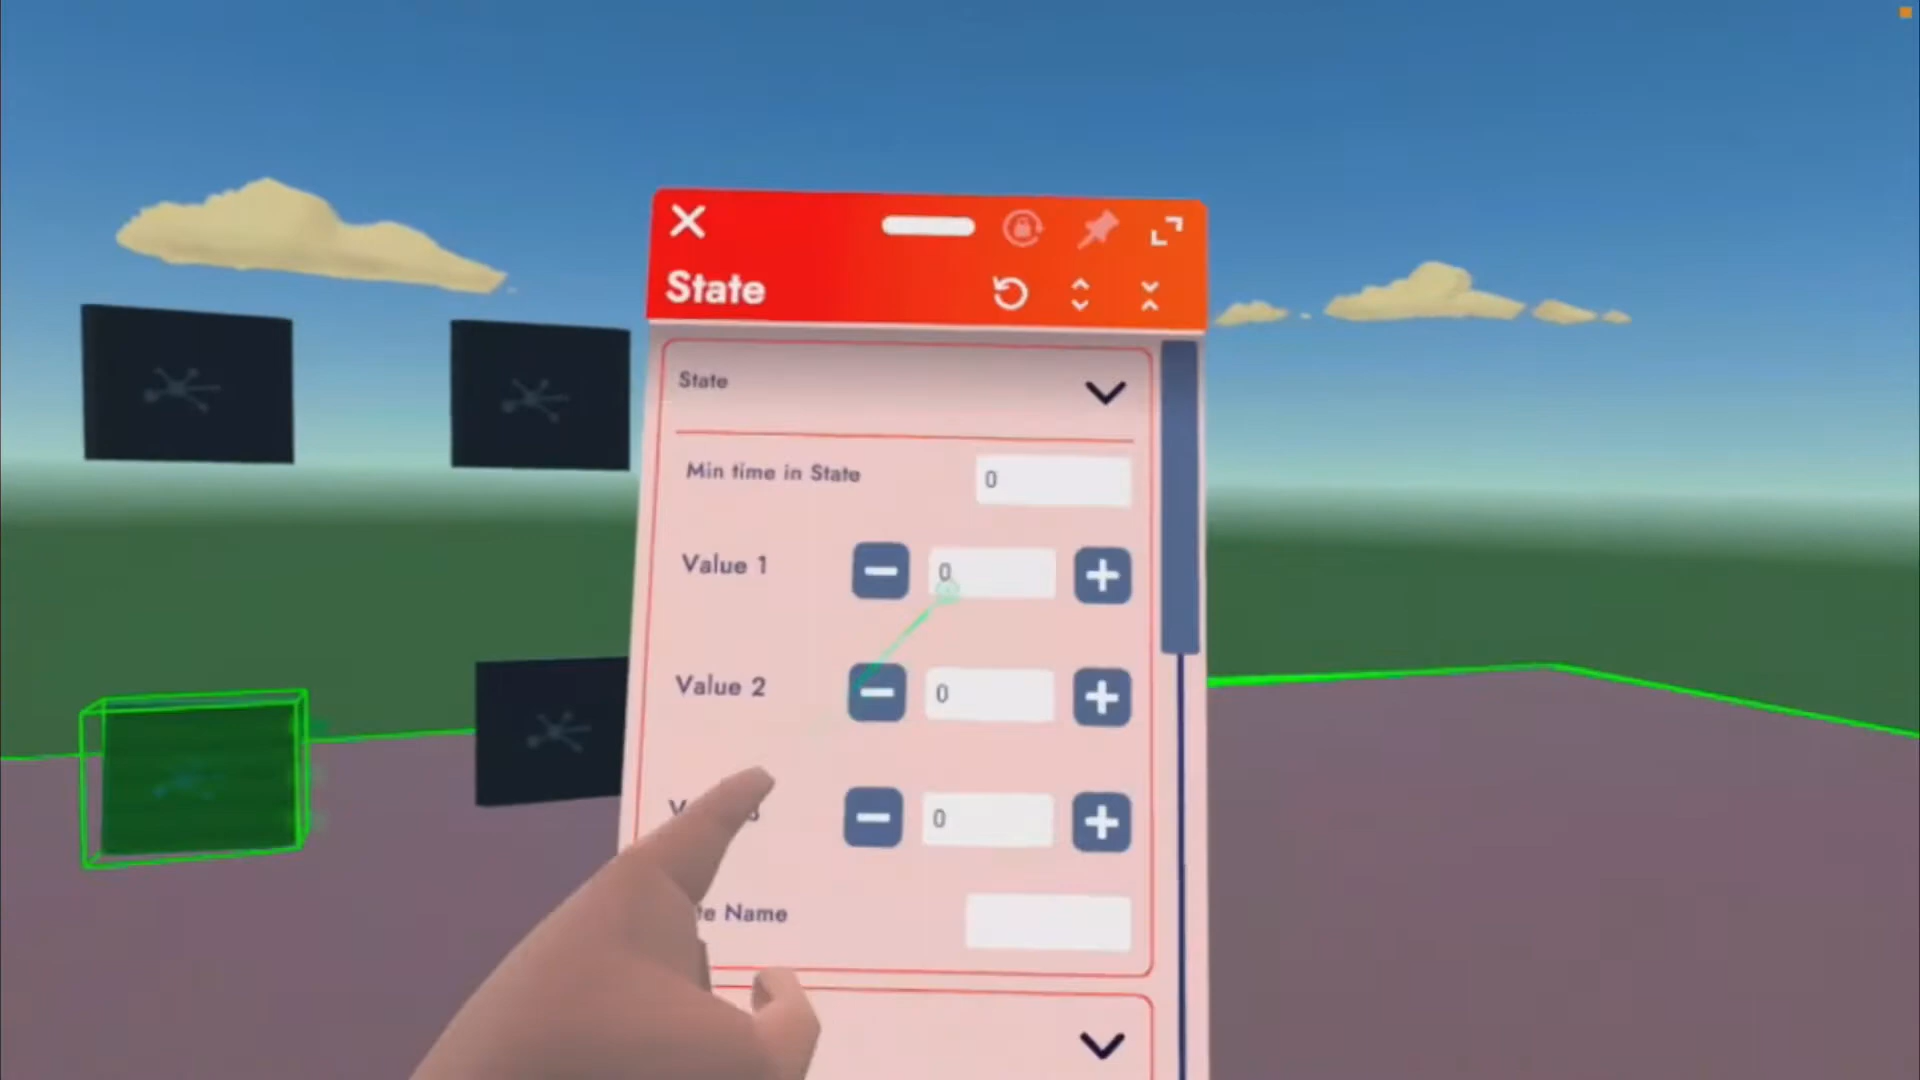 State
State
Min time in State
0
Value 1
0
Value 2
0
0
Name